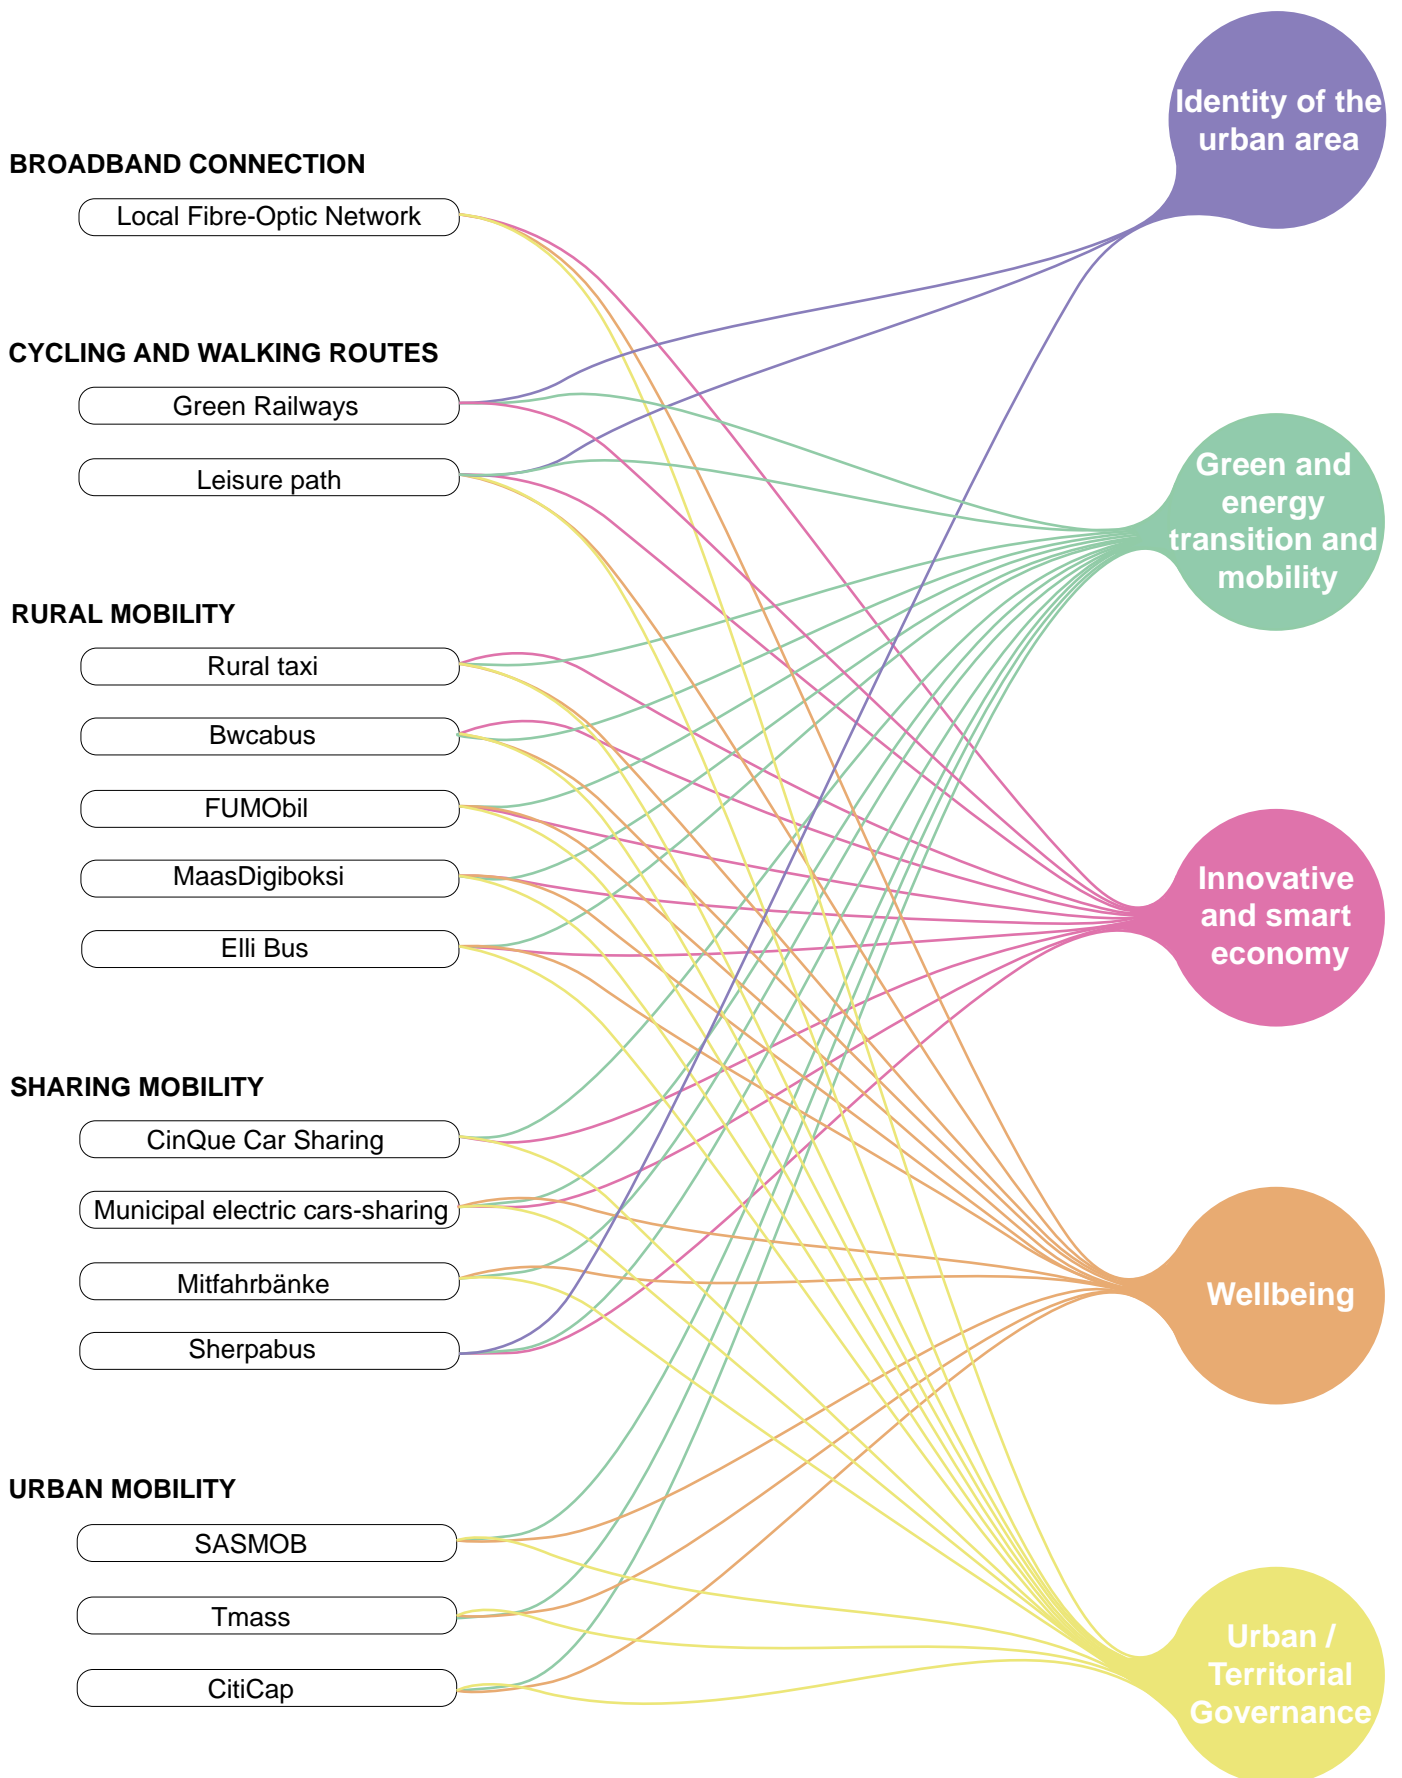 Identity of the
urban area
BROADBAND CONNECTION
Local Fibre-Optic Network
CYCLING AND WALKING ROUTES
Green Railways
Leisure path
Green and
energy
transition and
mobility
RURAL MOBILITY
Rural taxi
Bwcabus
FUMObil
MaasDigiboksi
Elli Bus
Innovative
and smart
economy
SHARING MOBILITY
CinQue Car Sharing
Municipal electric cars-sharing
Mitfahrbänke
Sherpabus
Wellbeing
URBAN MOBILITY
SASMOB
Tmass
CitiCap
Urban /
Territorial
Governance